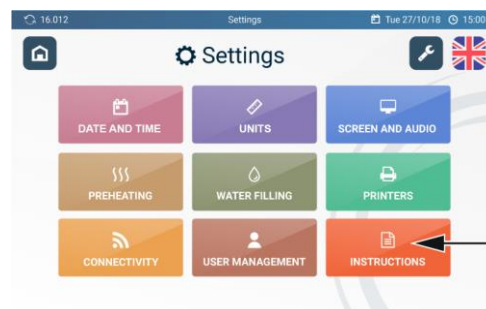 16.012 Settings Tue 27/10/18 15:00
Settings
DATE AND TIME UNITS SCREEN AND AUDIO
PREHEATING WATER FILLING PRINTERS
CONNECTIVITY USER MANAGEMENT INSTRUCTIONS